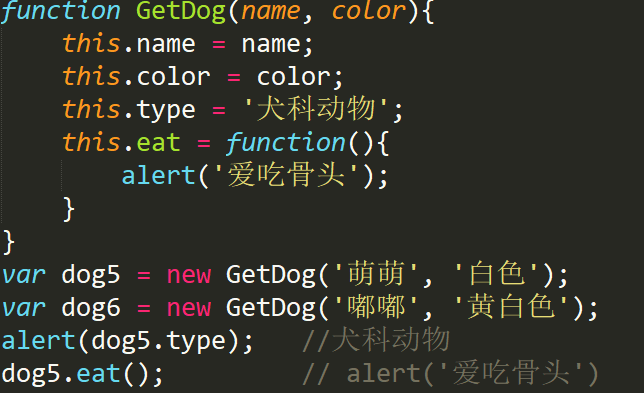 function GetDog(name, color){
    this.name = name;
    this.color = color;
    this.type = '犬科动物';
    this.eat = function(){
        alert('爱吃骨头');
    }
}
var dog5 = new GetDog('萌萌', '白色');
var dog6 = new GetDog('嘟嘟', '黄白色');
alert(dog5.type);   //犬科动物
dog5.eat();         // alert('爱吃骨头')